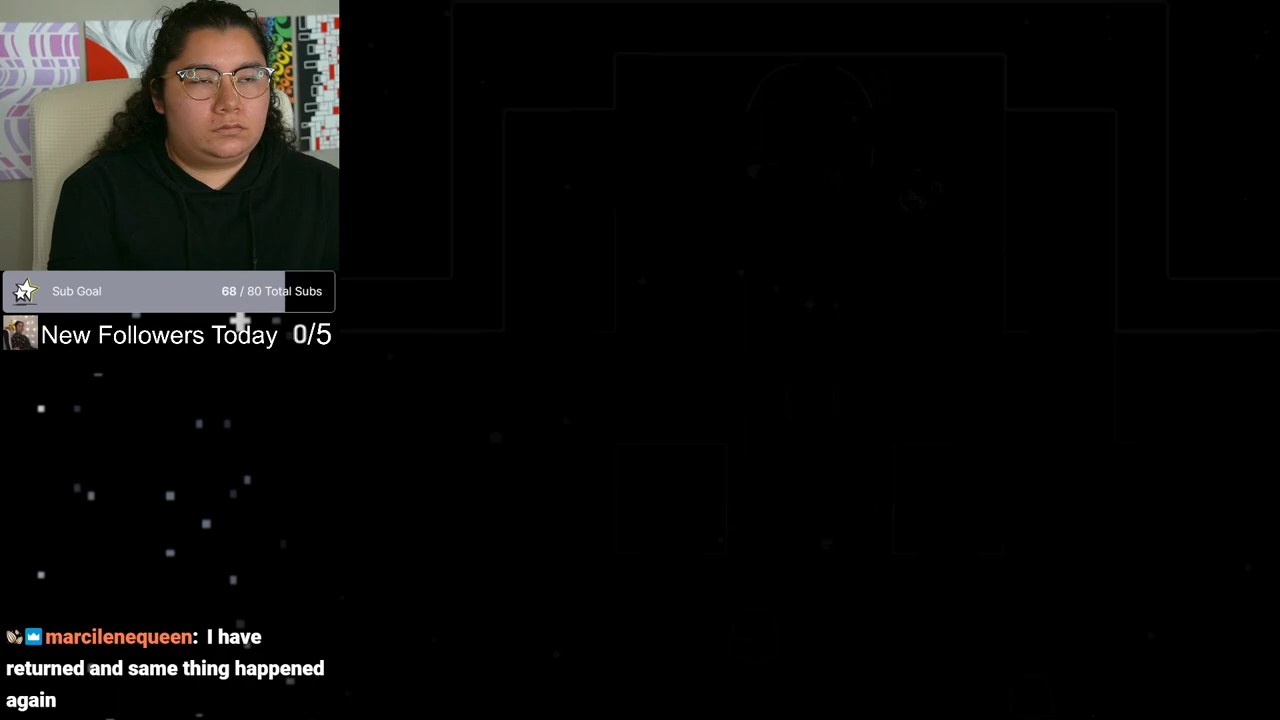 Sub Goal 68 / 80 Total Subs
New Followers Today 0/5
marcilenequeen: I have
returned and same thing happened
again